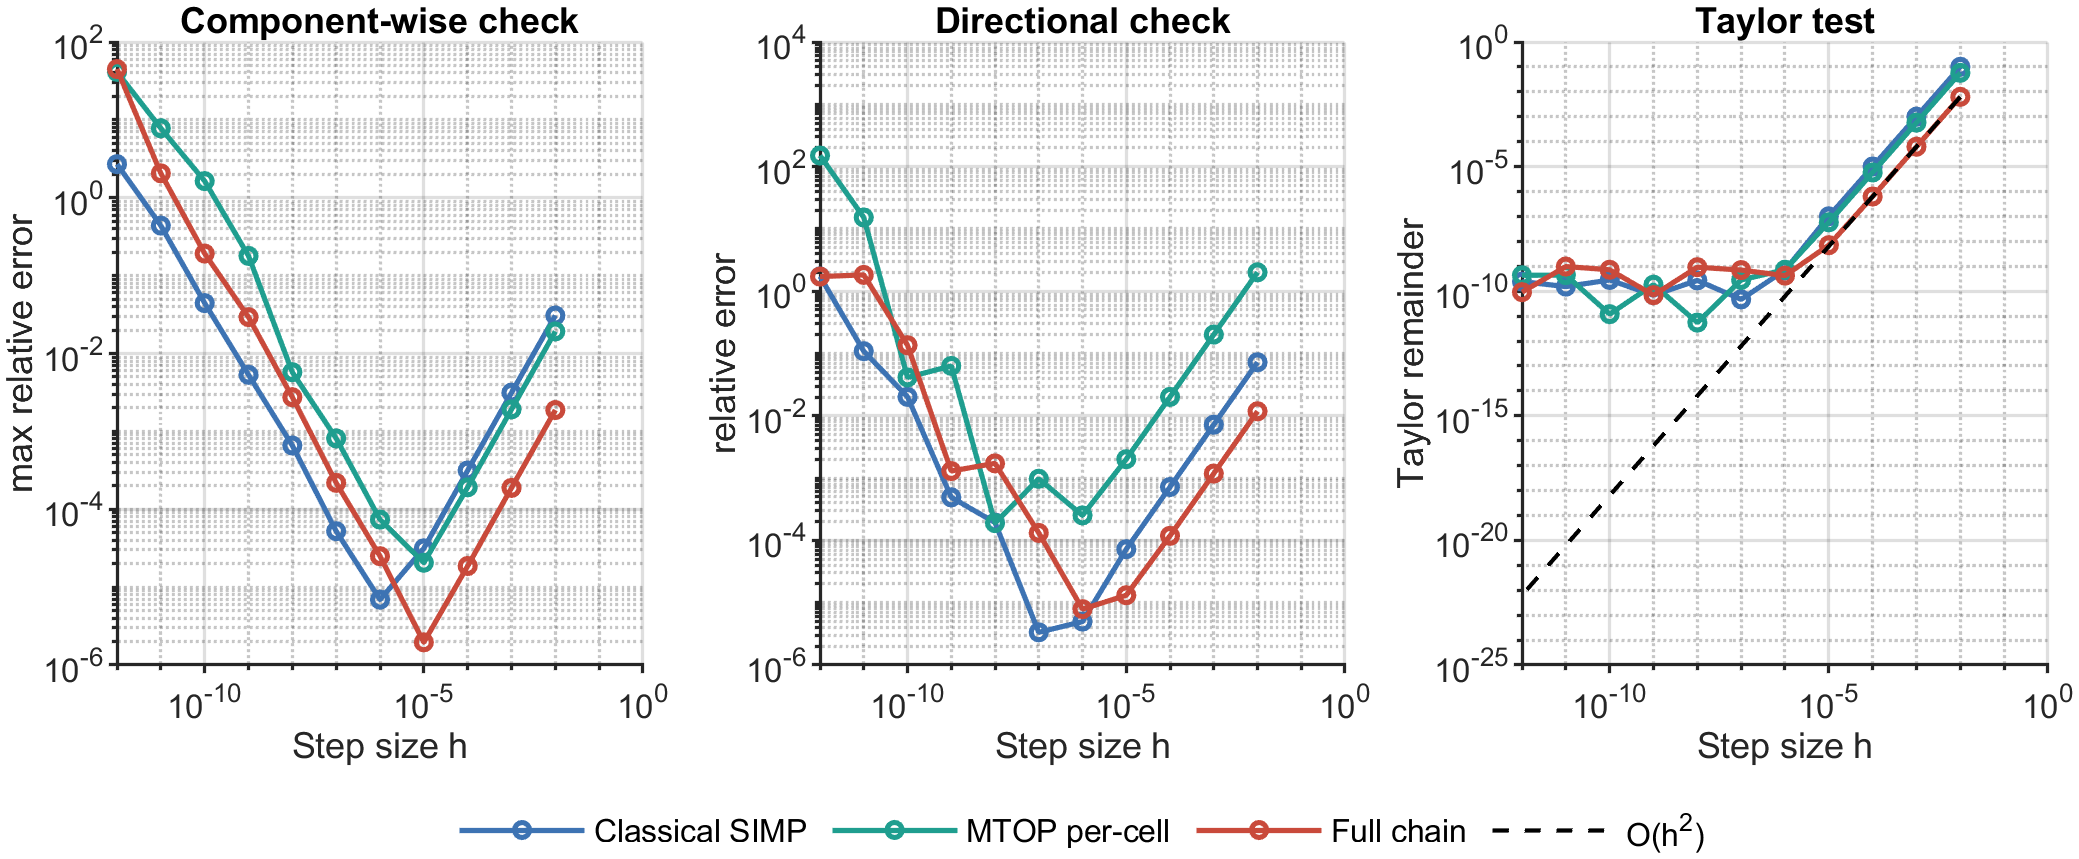 Component-wise check
Directional check
Taylor test
max relative error
10^2
10^0
10^-2
10^-4
10^-6
10^-10
10^-5
10^0
Step size h
relative error
10^4
10^2
10^0
10^-2
10^-4
10^-6
10^-10
10^-5
10^0
Step size h
Taylor remainder
10^0
10^-5
10^-10
10^-15
10^-20
10^-25
10^-10
10^-5
10^0
Step size h
Classical SIMP
MTOP per-cell
Full chain
O(h^2)